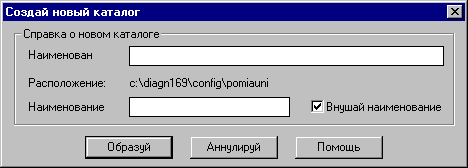 Создай новый каталог
Справка о новом каталоге
Наименован
Расположение: c:\diagn169\config\pomiauni
Наименование Внушай наименование
Образуй Аннулируй Помощь